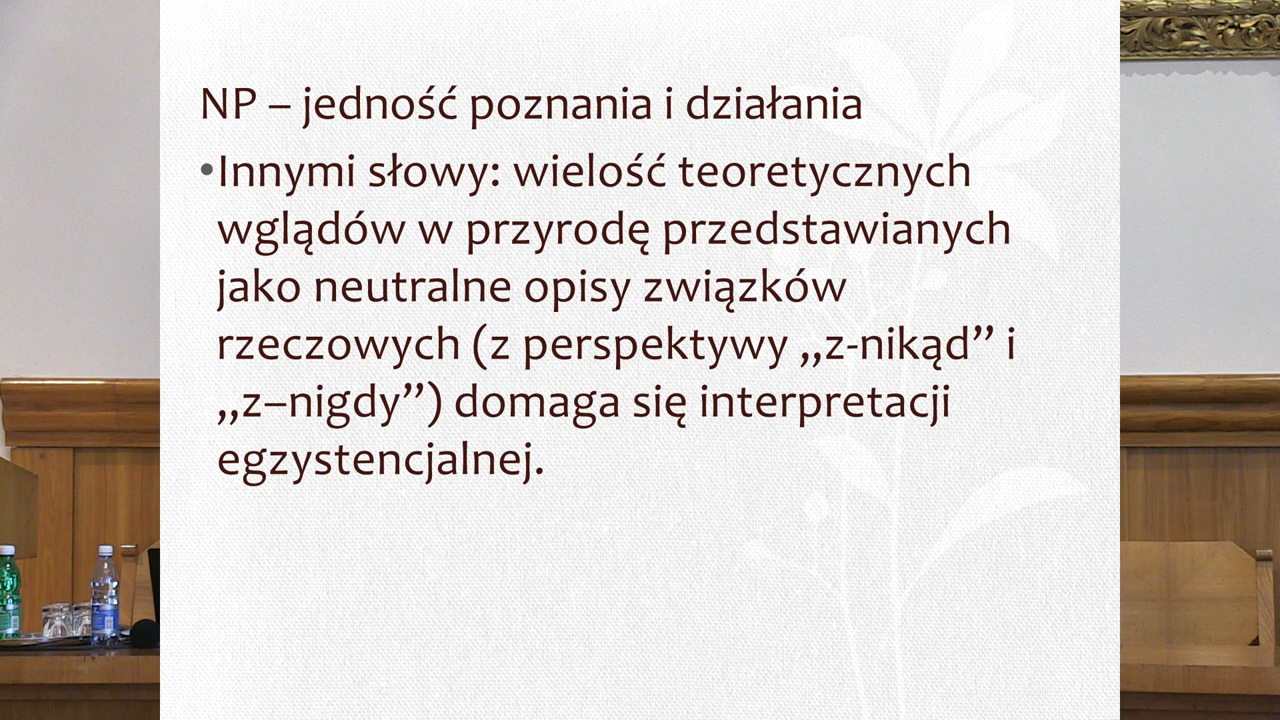 NP – jedność poznania i działania
•Innymi słowy: wielość teoretycznych
wglądów w przyrodę przedstawianych
jako neutralne opisy związków
rzeczowych (z perspektywy „z-nikąd” i
„z–nigdy”) domaga się interpretacji
egzystencjalnej.